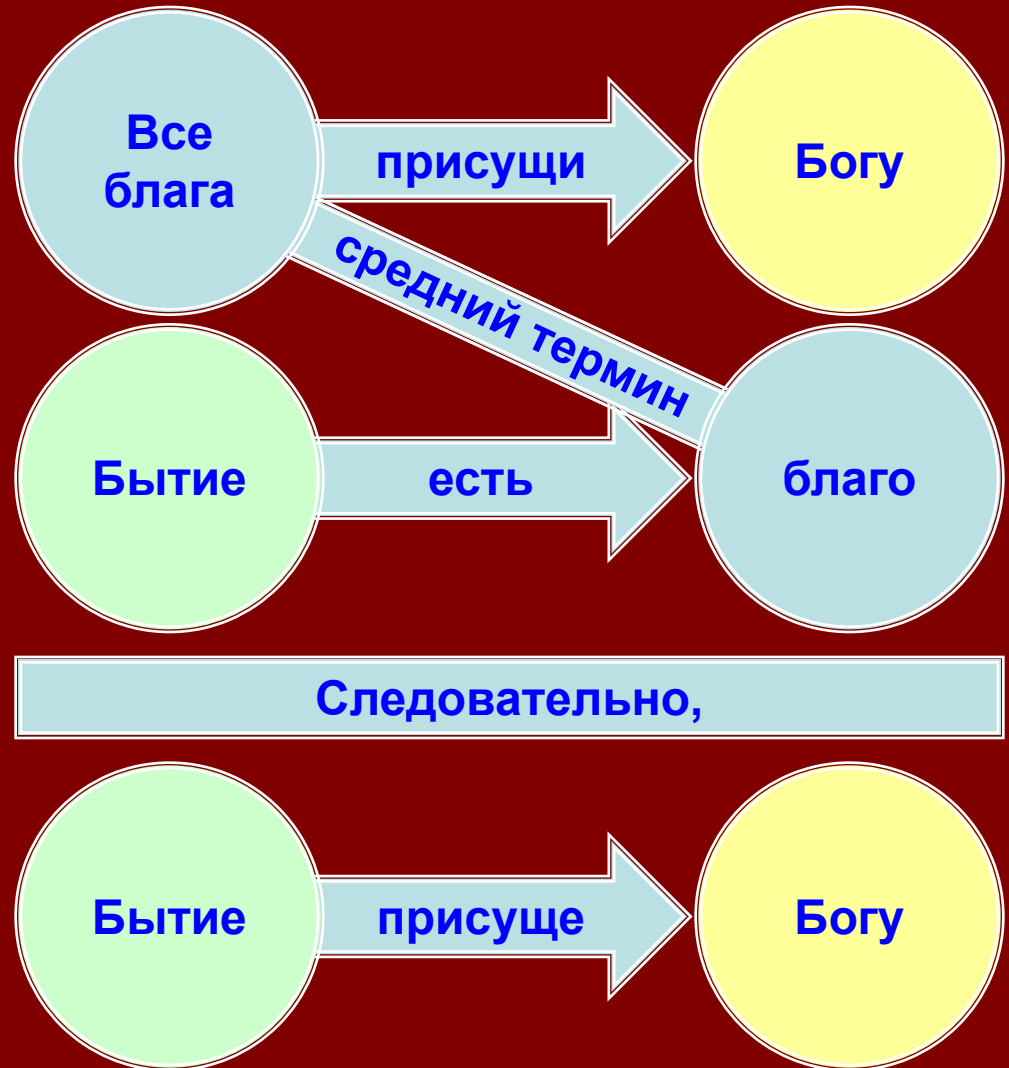 Все
блага
присущи
Богу
средний термин
Бытие
есть
благо
Следовательно,
Бытие
присуще
Богу